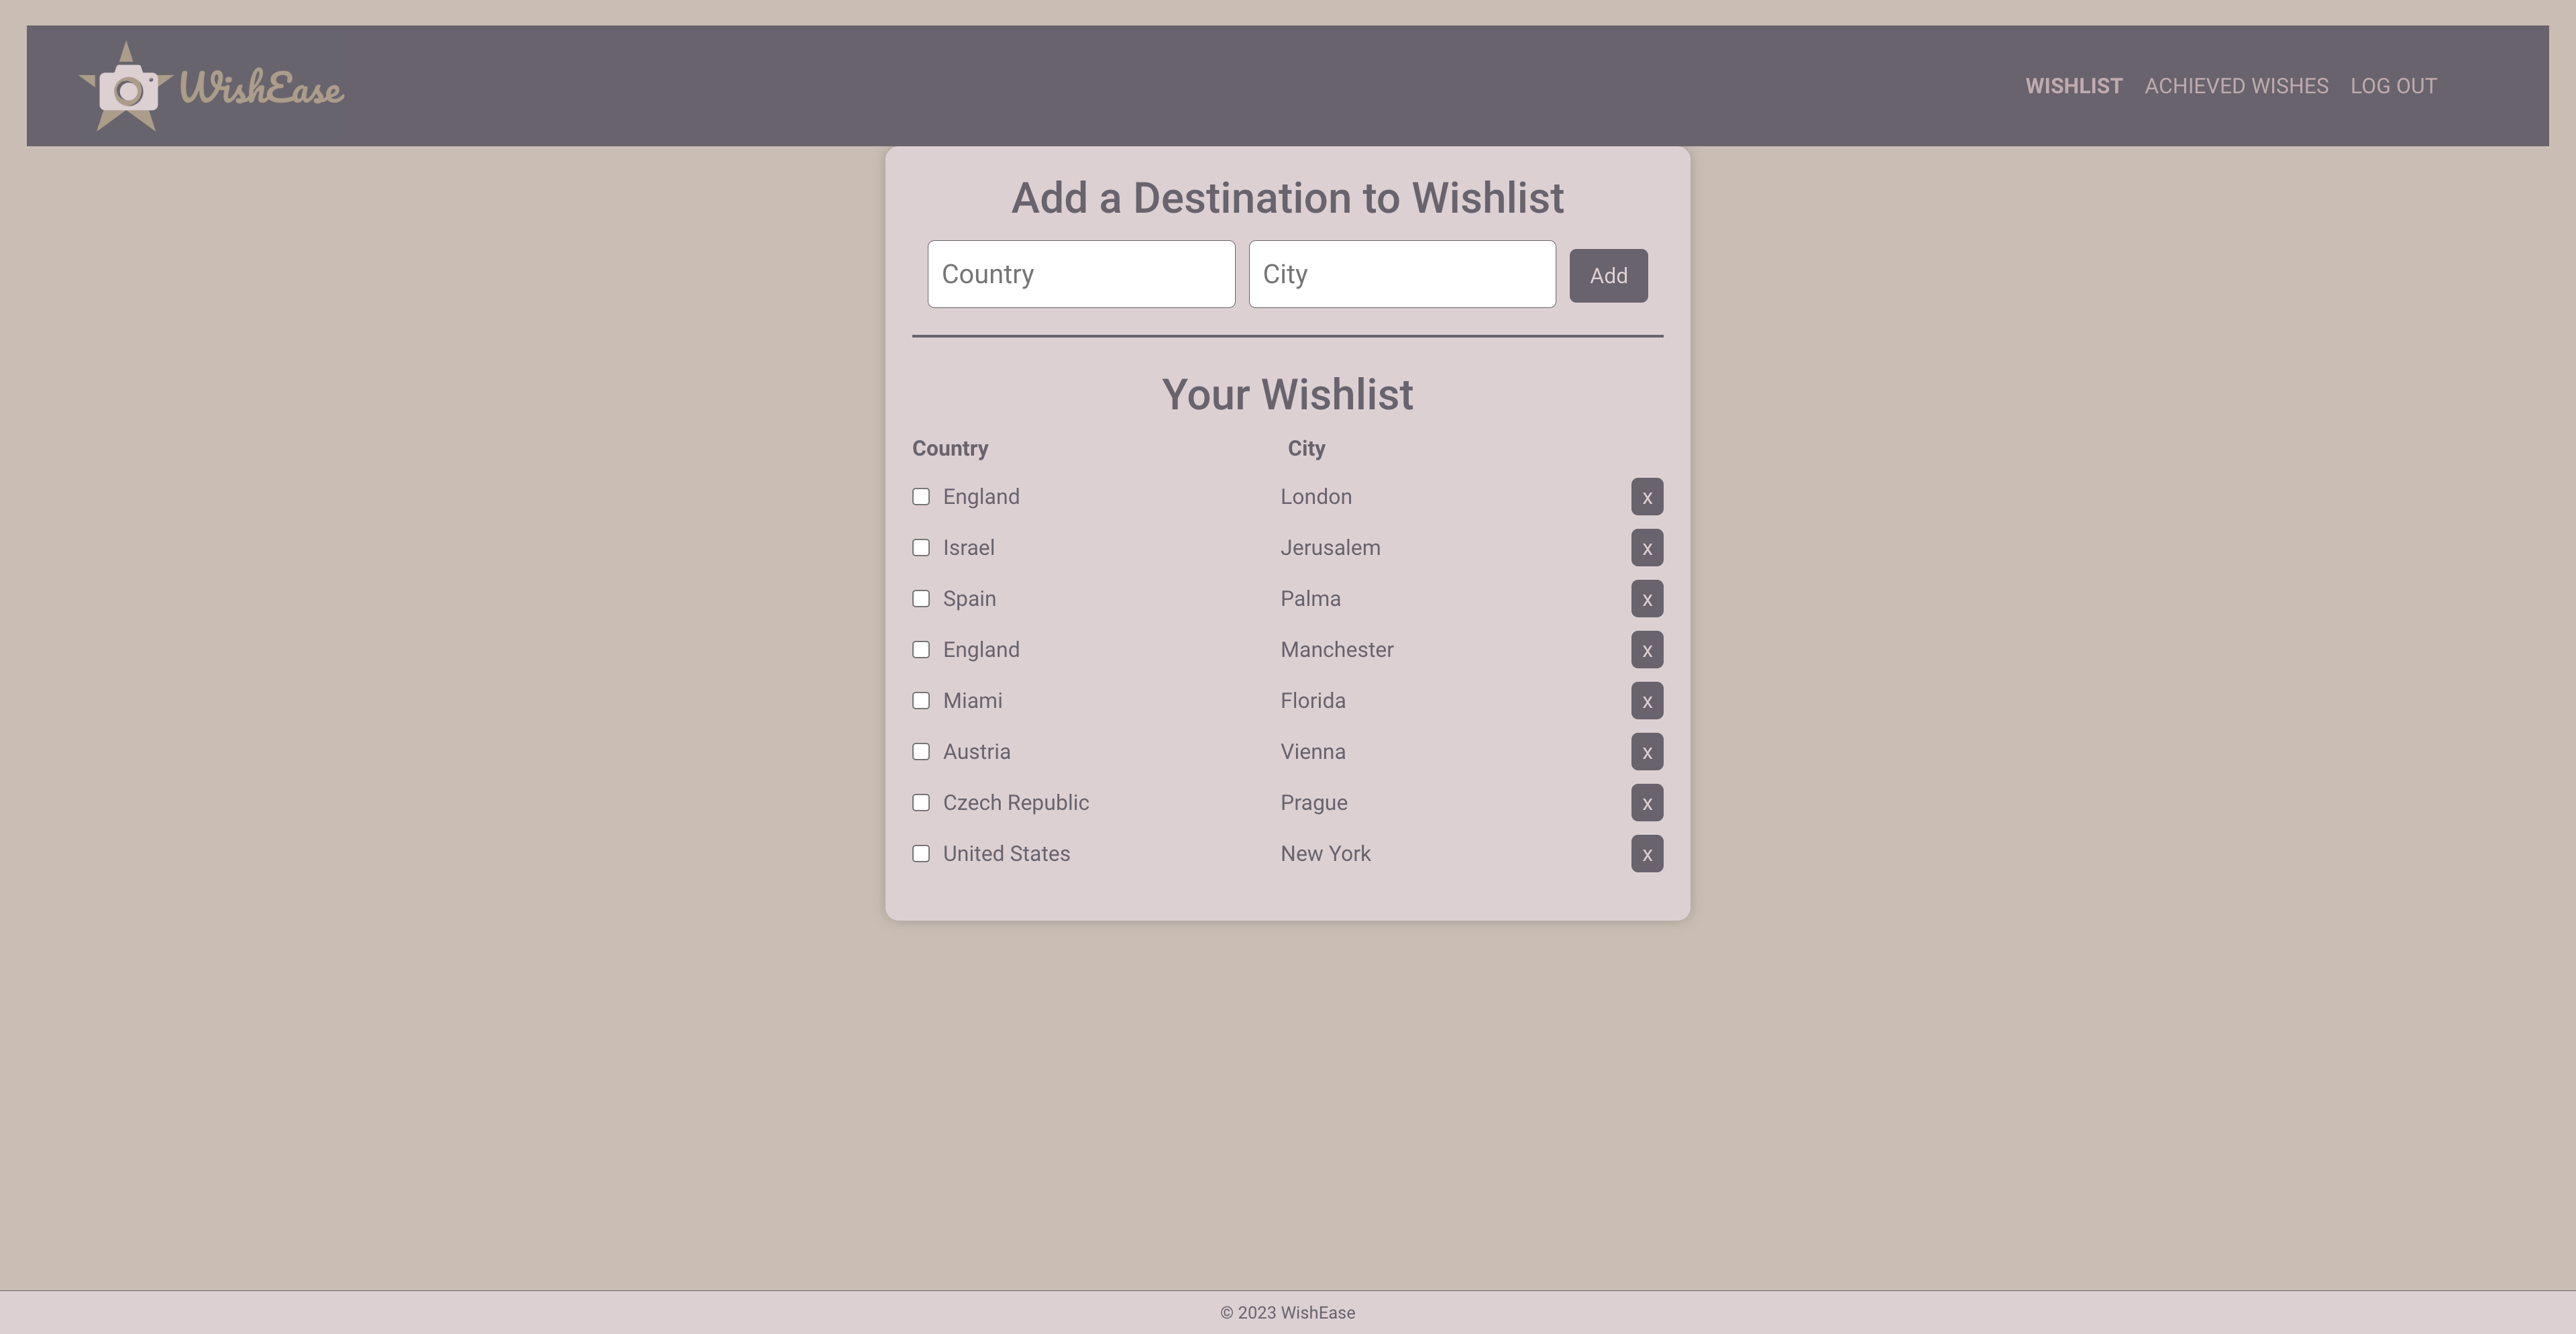 WishEase
WISHLIST ACHIEVED WISHES LOG OUT
Add a Destination to Wishlist
Country City Add
Your Wishlist
Country City
England London x
Israel Jerusalem x
Spain Palma x
England Manchester x
Miami Florida x
Austria Vienna x
Czech Republic Prague x
United States New York x
© 2023 WishEase